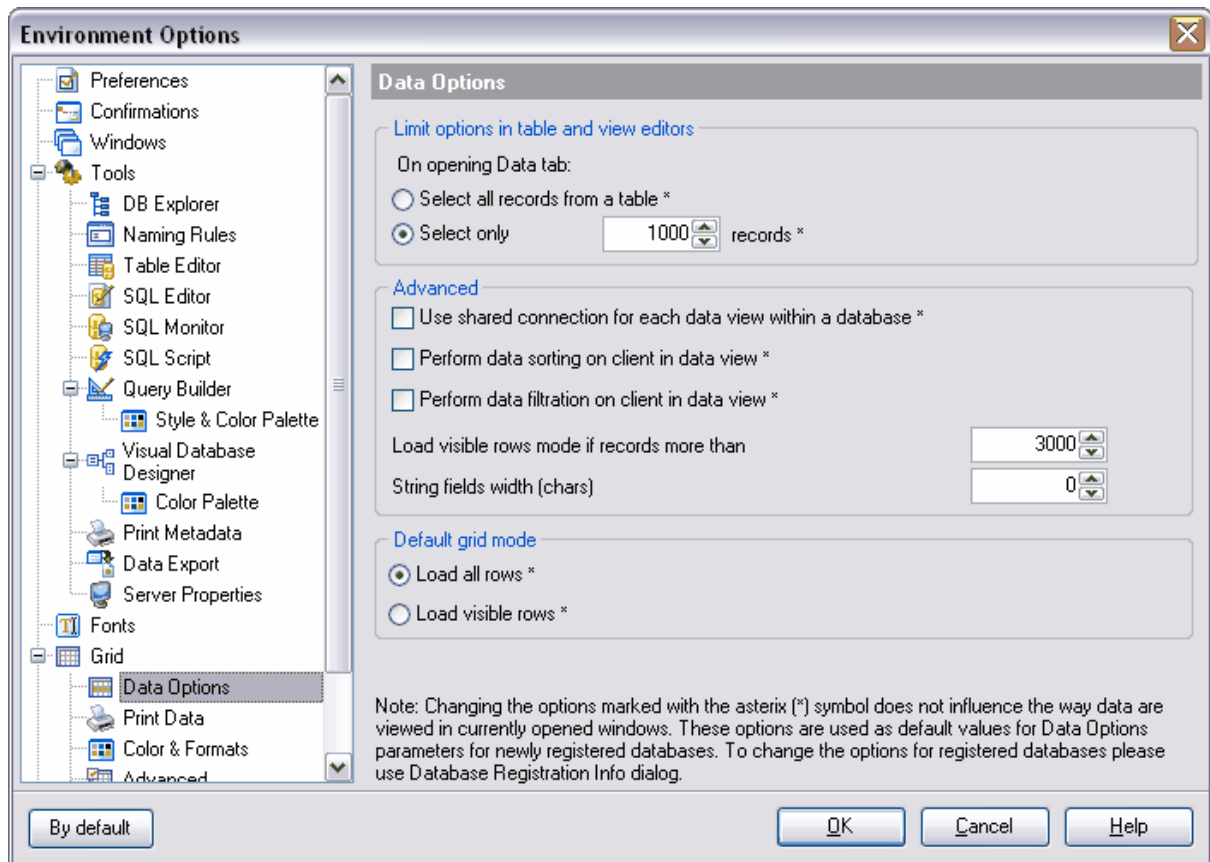 Environment Options
Preferences
Confirmations
Windows
Tools
DB Explorer
Naming Rules
Table Editor
SQL Editor
SQL Monitor
SQL Script
Query Builder
Style & Color Palette
Visual Database
Designer
Color Palette
Print Metadata
Data Export
Server Properties
Fonts
Grid
Data Options
Print Data
Color & Formats
Advanced
Data Options
Limit options in table and view editors
On opening Data tab:
Select all records from a table *
Select only 1000 records *
Advanced
Use shared connection for each data view within a database *
Perform data sorting on client in data view *
Perform data filtration on client in data view *
Load visible rows mode if records more than 3000
String fields width (chars) 0
Default grid mode
Load all rows *
Load visible rows *
Note: Changing the options marked with the asterix (*) symbol does not influence the way data are
viewed in currently opened windows. These options are used as default values for Data Options
parameters for newly registered databases. To change the options for registered databases please
use Database Registration Info dialog.
By default
OK
Cancel
Help